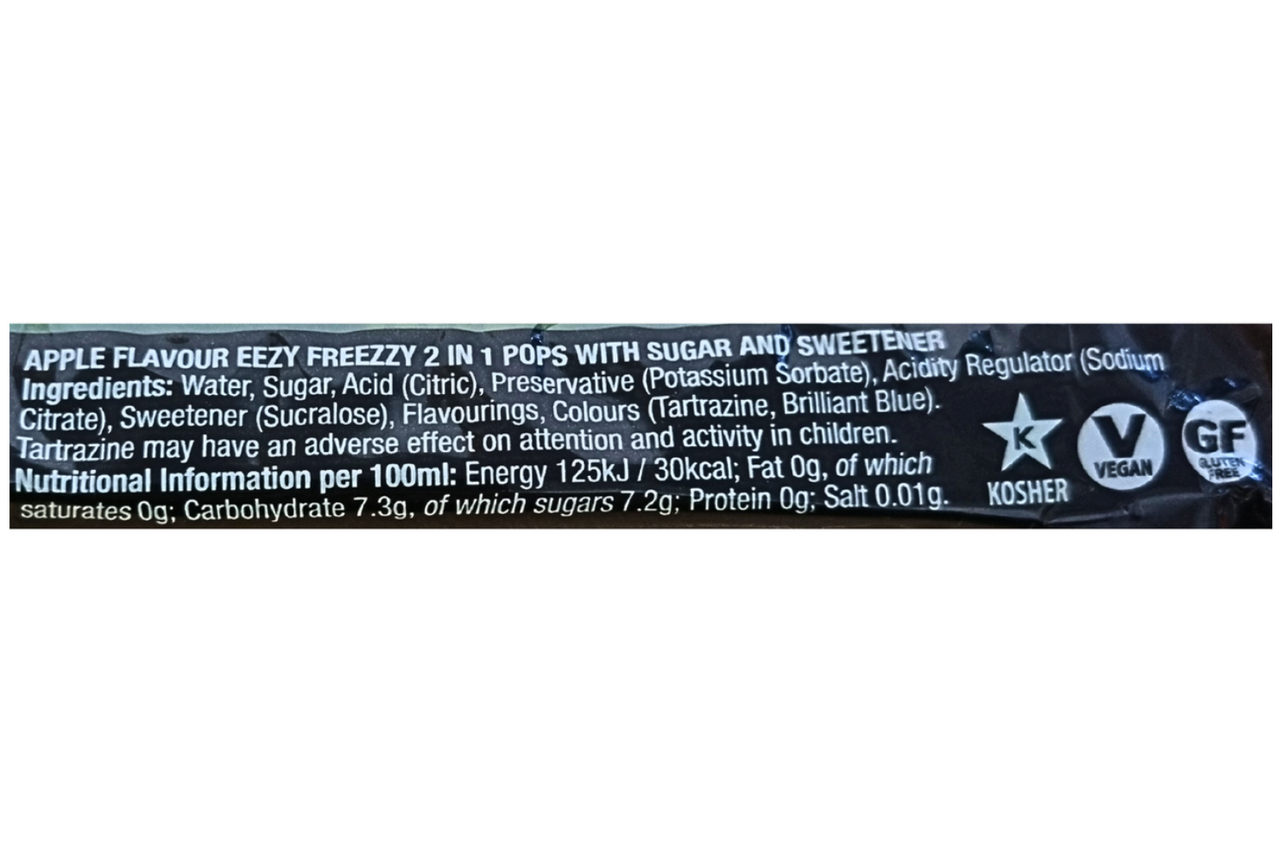 APPLE FLAVOUR EEZY FREEZZY 2 IN 1 POPS WITH SUGAR AND SWEETENER
Ingredients: Water, Sugar, Acid (Citric), Preservative (Potassium Sorbate), Acidity Regulator (Sodium
Citrate), Sweetener (Sucralose), Flavourings, Colours (Tartrazine, Brilliant Blue).
Tartrazine may have an adverse effect on attention and activity in children.
Nutritional Information per 100ml: Energy 125kJ / 30kcal; Fat 0g, of which
saturates 0g; Carbohydrate 7.3g, of which sugars 7.2g; Protein 0g; Salt 0.01g.
K
KOSHER
V
VEGAN
GF
GLUTEN
FREE